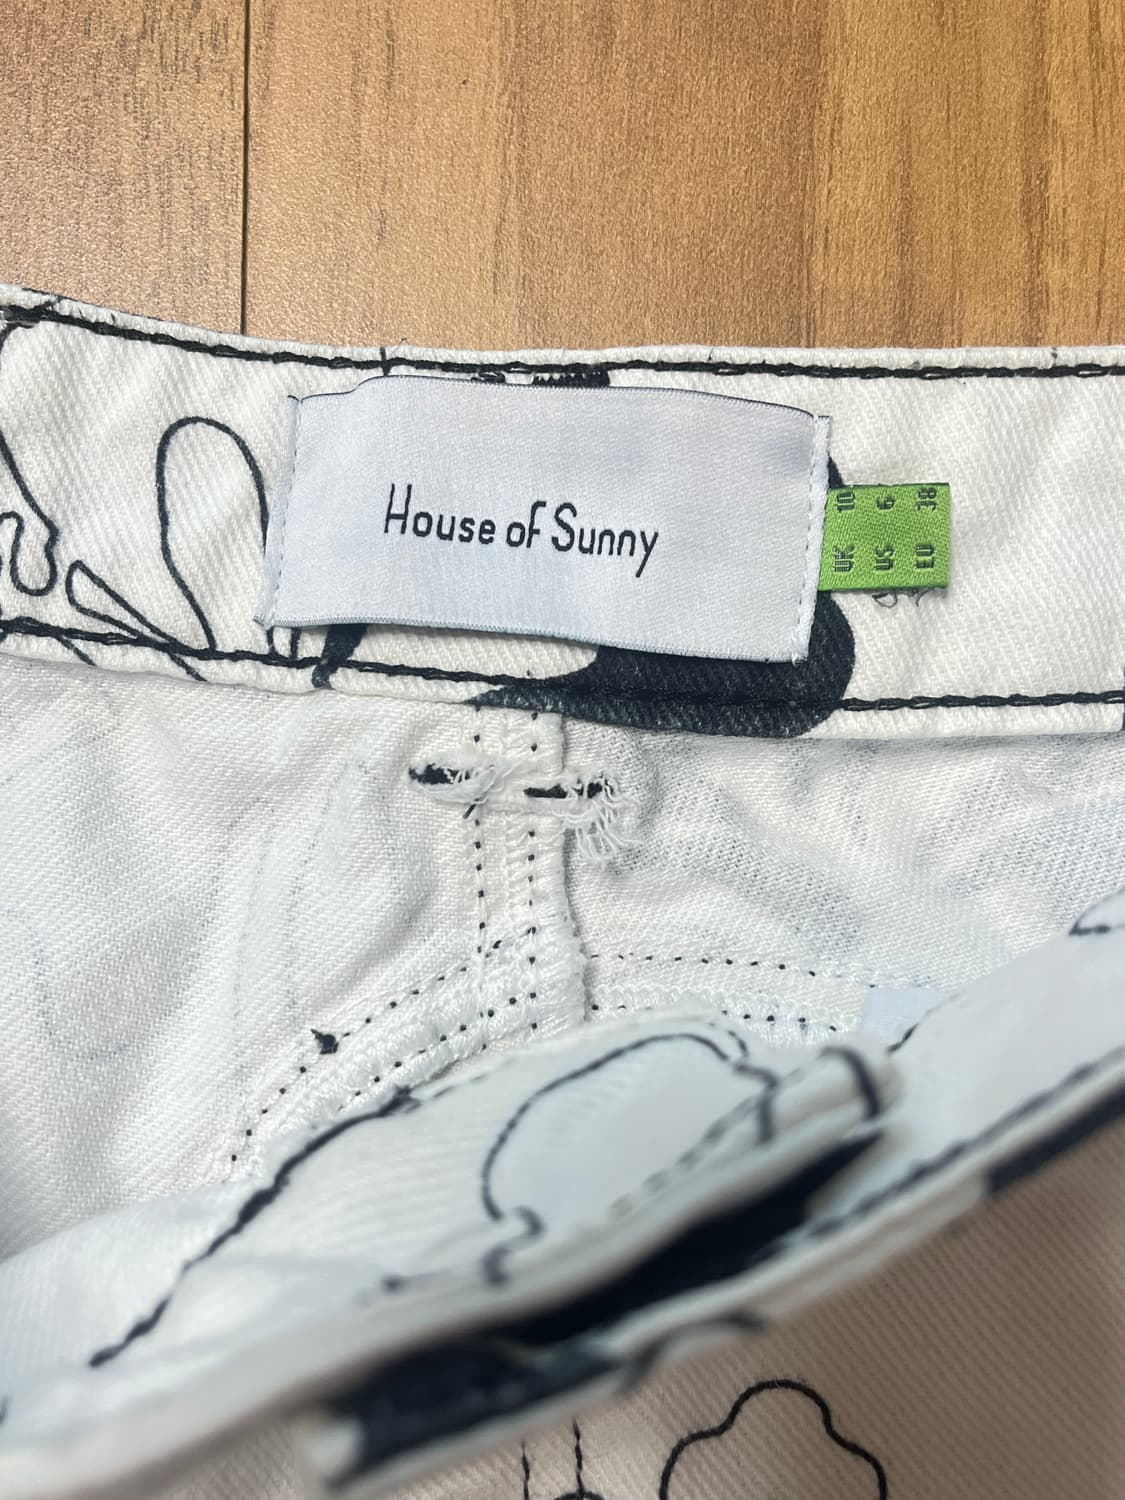 House of Sunny
UK 10
US 6
EU 38